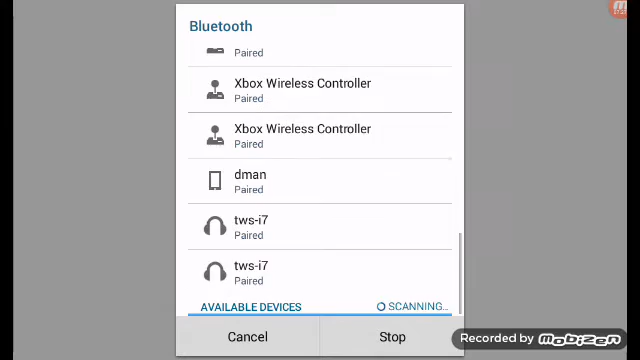 Bluetooth
Paired
Xbox Wireless Controller
Paired
Xbox Wireless Controller
Paired
dman
Paired
tws-i7
Paired
tws-i7
Paired
AVAILABLE DEVICES
SCANNING...
Cancel
Stop
Recorded by MOBIZEN